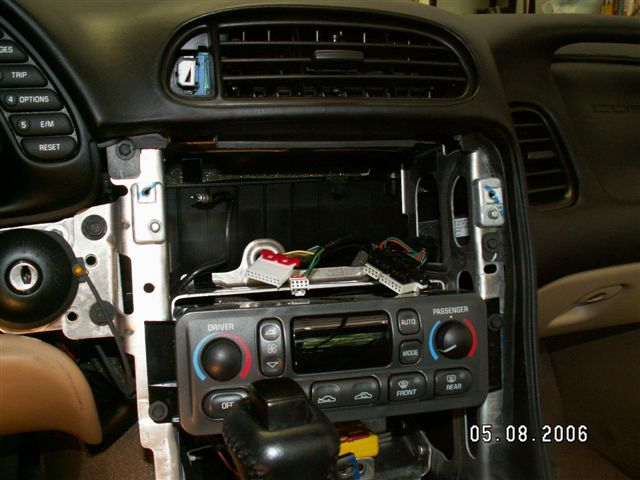 GES
TRIP
4 OPTIONS
5 E/M
RESET
DRIVER
PASSENGER
AUTO
MODE
OFF
FRONT
REAR
05.08.2006